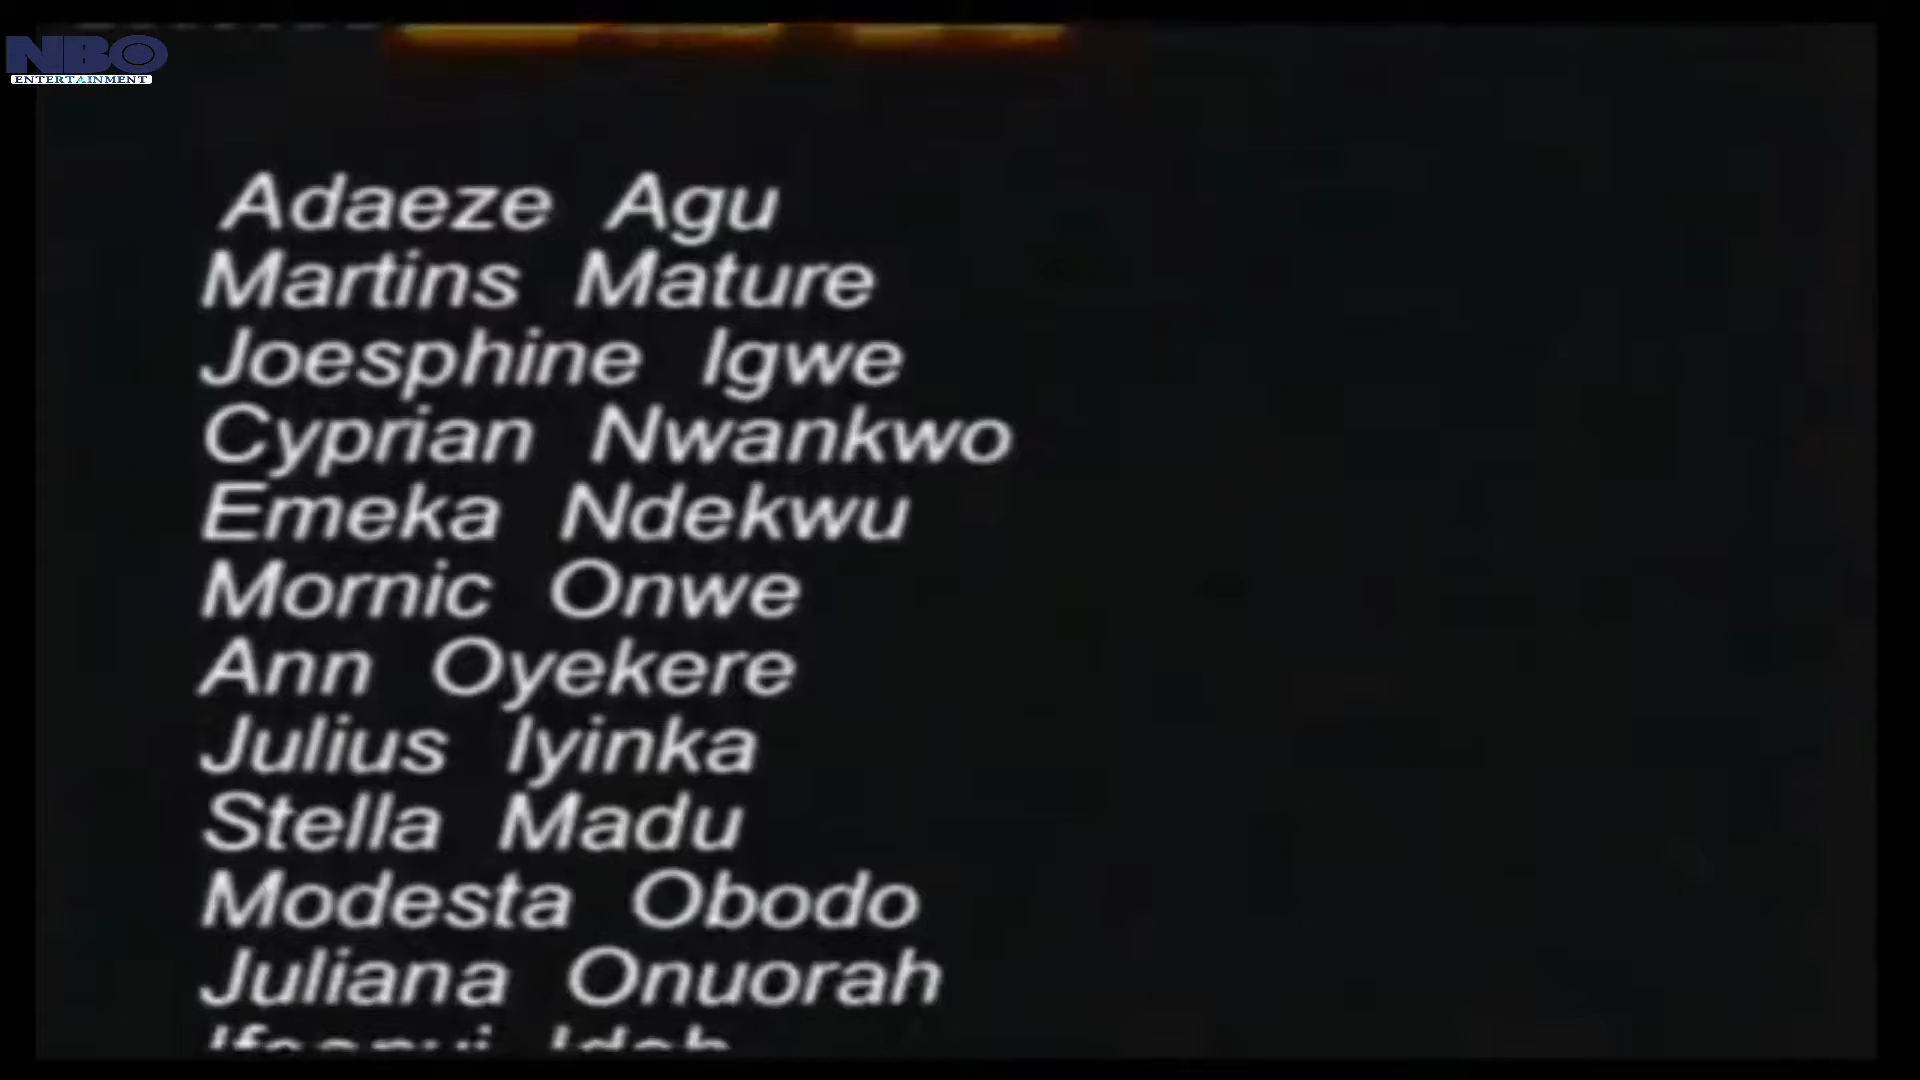 NBO
ENTERTAINMENT
Adaeze Agu
Martins Mature
Joesphine Igwe
Cyprian Nwankwo
Emeka Ndekwu
Mornic Onwe
Ann Oyekere
Julius Iyinka
Stella Madu
Modesta Obodo
Juliana Onuorah